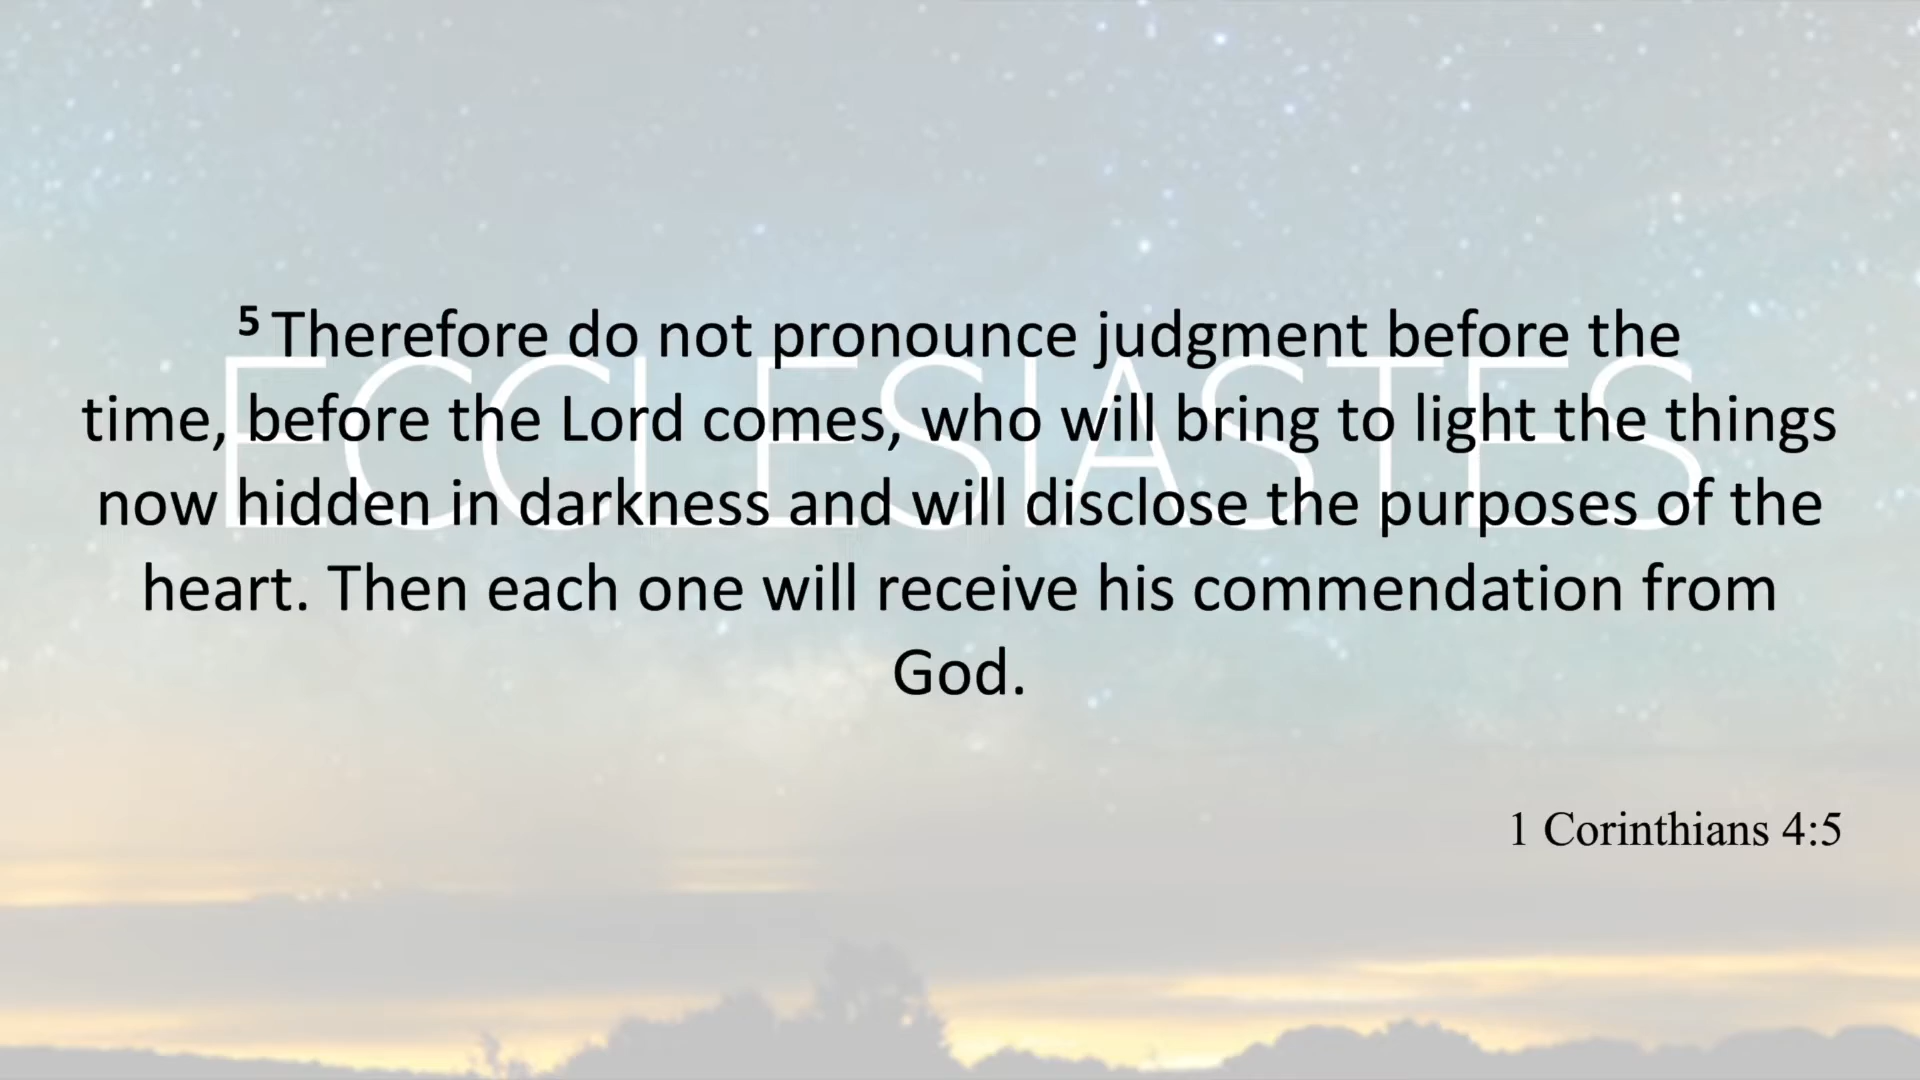 5 Therefore do not pronounce judgment before the
time, before the Lord comes, who will bring to light the things
now hidden in darkness and will disclose the purposes of the
heart. Then each one will receive his commendation from
God.
ECCLESIASTES
1 Corinthians 4:5